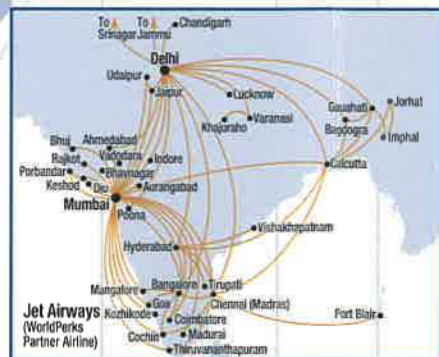 To
Srinagar
To
Jammu
Chandigarh
Delhi
Udaipur
Jaipur
Lucknow
Gauahati
Jorhat
Khajuraho
Varanasi
Bagdogra
Imphal
Bhuj
Ahmedabad
Rajkot
Vadodara
Indore
Porbandar
Bhavnagar
Calcutta
Keshod
Diu
Aurangabad
Mumbai
Poona
Hyderabad
Vishakhapatnam
Mangalore
Bangalore
Tirupati
Goa
Chennai (Madras)
Port Blair
Kozhikode
Coimbatore
Cochin
Madurai
Thiruvananthapuram
Jet Airways
(WorldPerks
Partner Airline)